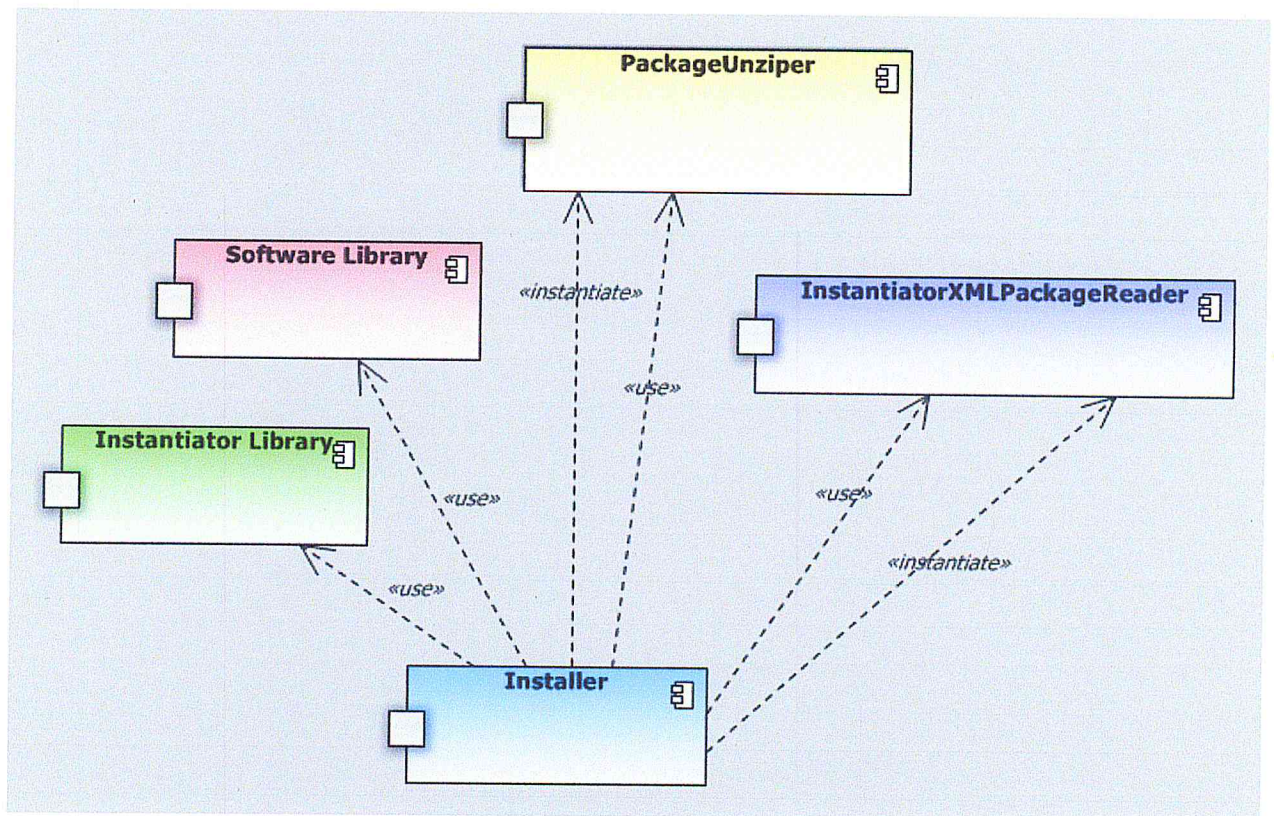 PackageUnziper
Software Library
«instantiate»
InstantiatorXMLPackageReader
«use»
Instantiator Library
«use»
«use»
«instantiate»
«use»
Installer